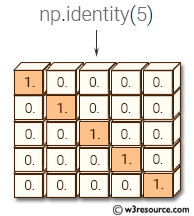 np.identity(5)
1. 0. 0. 0. 0.
0. 1. 0. 0. 0.
0. 0. 1. 0. 0.
0. 0. 0. 1. 0.
0. 0. 0. 0. 1.
© w3resource.com